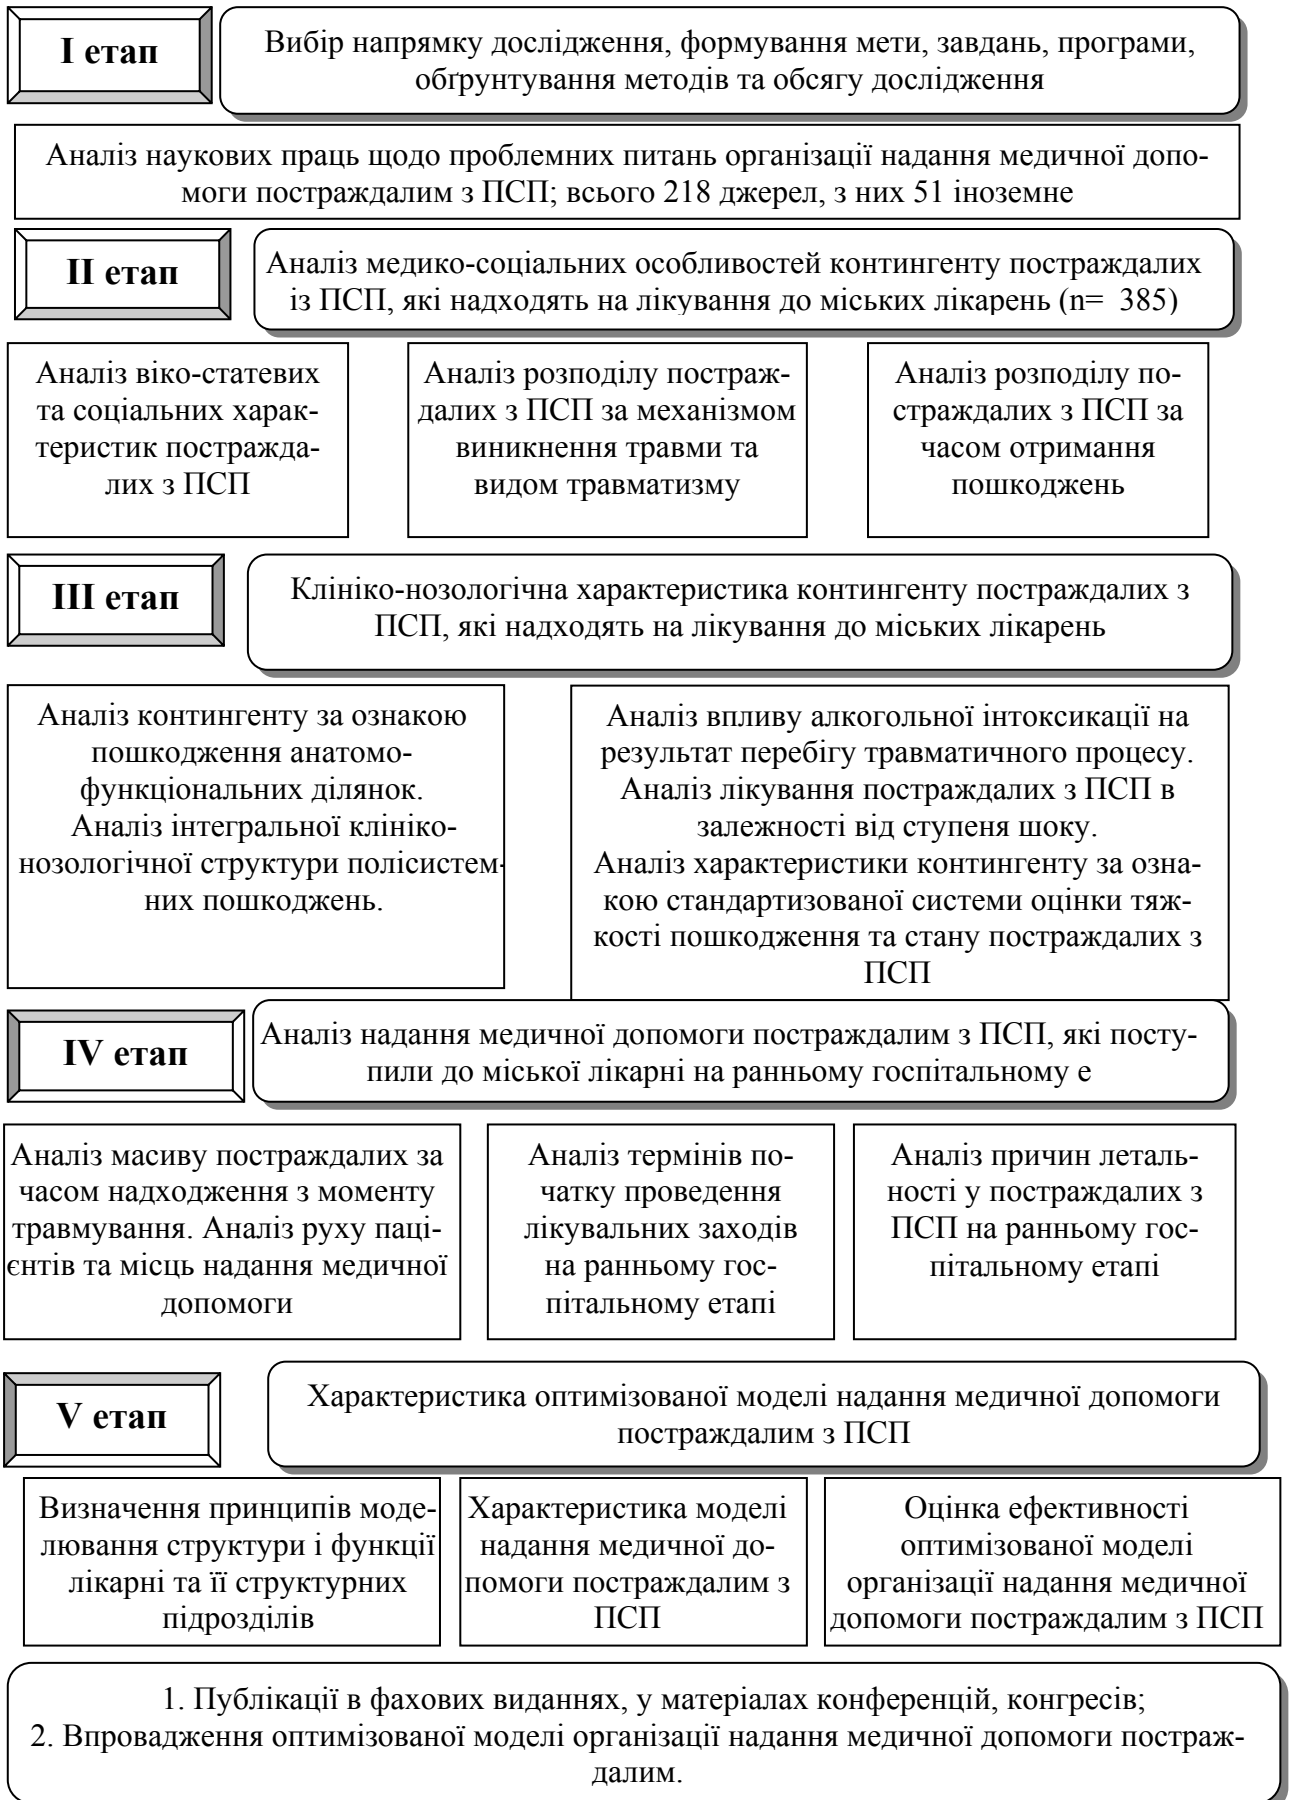 I етап
Вибір напрямку дослідження, формування мети, завдань, програми,
обґрунтування методів та обсягу дослідження
Аналіз наукових праць щодо проблемних питань організації надання медичної допо-
моги постраждалим з ПСП; всього 218 джерел, з них 51 іноземне
II етап
Аналіз медико-соціальних особливостей контингенту постраждалих
із ПСП, які надходять на лікування до міських лікарень (n= 385)
Аналіз віко-статевих
та соціальних харак-
теристик постражда-
лих з ПСП
Аналіз розподілу постраж-
далих з ПСП за механізмом
виникнення травми та
видом травматизму
Аналіз розподілу по-
страждалих з ПСП за
часом отримання
пошкоджень
III етап
Клініко-нозологічна характеристика контингенту постраждалих з
ПСП, які надходять на лікування до міських лікарень
Аналіз контингенту за ознакою
пошкодження анатомо-
функціональних ділянок.
Аналіз інтегральної клініко-
нозологічної структури полісистем-
них пошкоджень.
Аналіз впливу алкогольної інтоксикації на
результат перебігу травматичного процесу.
Аналіз лікування постраждалих з ПСП в
залежності від ступеня шоку.
Аналіз характеристики контингенту за озна-
кою стандартизованої системи оцінки тяж-
кості пошкодження та стану постраждалих з
ПСП
IV етап
Аналіз надання медичної допомоги постраждалим з ПСП, які посту-
пили до міської лікарні на ранньому госпітальному е
Аналіз масиву постраждалих за
часом надходження з моменту
травмування. Аналіз руху паці-
єнтів та місць надання медичної
допомоги
Аналіз термінів по-
чатку проведення
лікувальних заходів
на ранньому гос-
пітальному етапі
Аналіз причин леталь-
ності у постраждалих з
ПСП на ранньому гос-
пітальному етапі
V етап
Характеристика оптимізованої моделі надання медичної допомоги
постраждалим з ПСП
Визначення принципів моде-
лювання структури і функції
лікарні та її структурних
підрозділів
Характеристика моделі
надання медичної до-
помоги постраждалим з
ПСП
Оцінка ефективності
оптимізованої моделі
організації надання медичної
допомоги постраждалим з ПСП
1. Публікації в фахових виданнях, у матеріалах конференцій, конгресів;
2. Впровадження оптимізованої моделі організації надання медичної допомоги постраж-
далим.